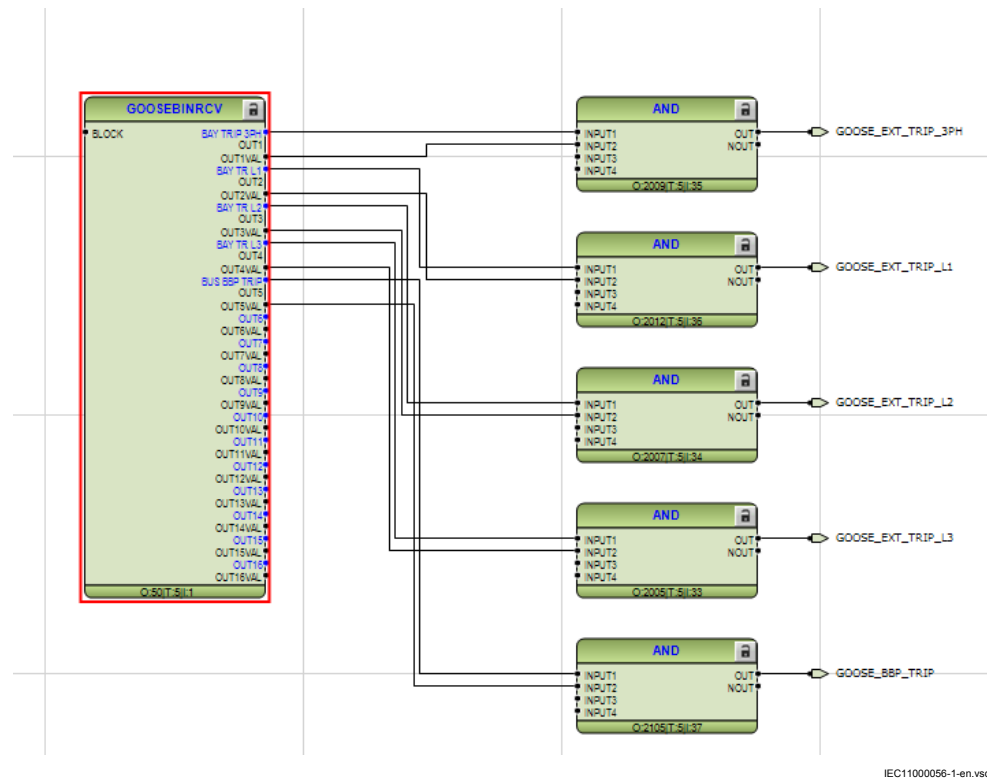 GOOSEBINRCV
BLOCK
BAY TRIP 3PH
OUT1
OUT1VAL
BAY TR L1
OUT2
OUT2VAL
BAY TR L2
OUT3
OUT3VAL
BAY TR L3
OUT4
OUT4VAL
BUS BBP TRIP
OUT5
OUT5VAL
OUT6
OUT6VAL
OUT7
OUT7VAL
OUT8
OUT8VAL
OUT9
OUT9VAL
OUT10
OUT10VAL
OUT11
OUT11VAL
OUT12
OUT12VAL
OUT13
OUT13VAL
OUT14
OUT14VAL
OUT15
OUT15VAL
OUT16
OUT16VAL
O:50|T:5|I:1
AND
INPUT1 OUT
INPUT2 NOUT
INPUT3
INPUT4
O:2009|T:5|I:35
GOOSE_EXT_TRIP_3PH
AND
INPUT1 OUT
INPUT2 NOUT
INPUT3
INPUT4
O:2012|T:5|I:36
GOOSE_EXT_TRIP_L1
AND
INPUT1 OUT
INPUT2 NOUT
INPUT3
INPUT4
O:2007|T:5|I:34
GOOSE_EXT_TRIP_L2
AND
INPUT1 OUT
INPUT2 NOUT
INPUT3
INPUT4
O:2005|T:5|I:33
GOOSE_EXT_TRIP_L3
AND
INPUT1 OUT
INPUT2 NOUT
INPUT3
INPUT4
O:2105|T:5|I:37
GOOSE_BBP_TRIP
IEC11000056-1-en.vsd